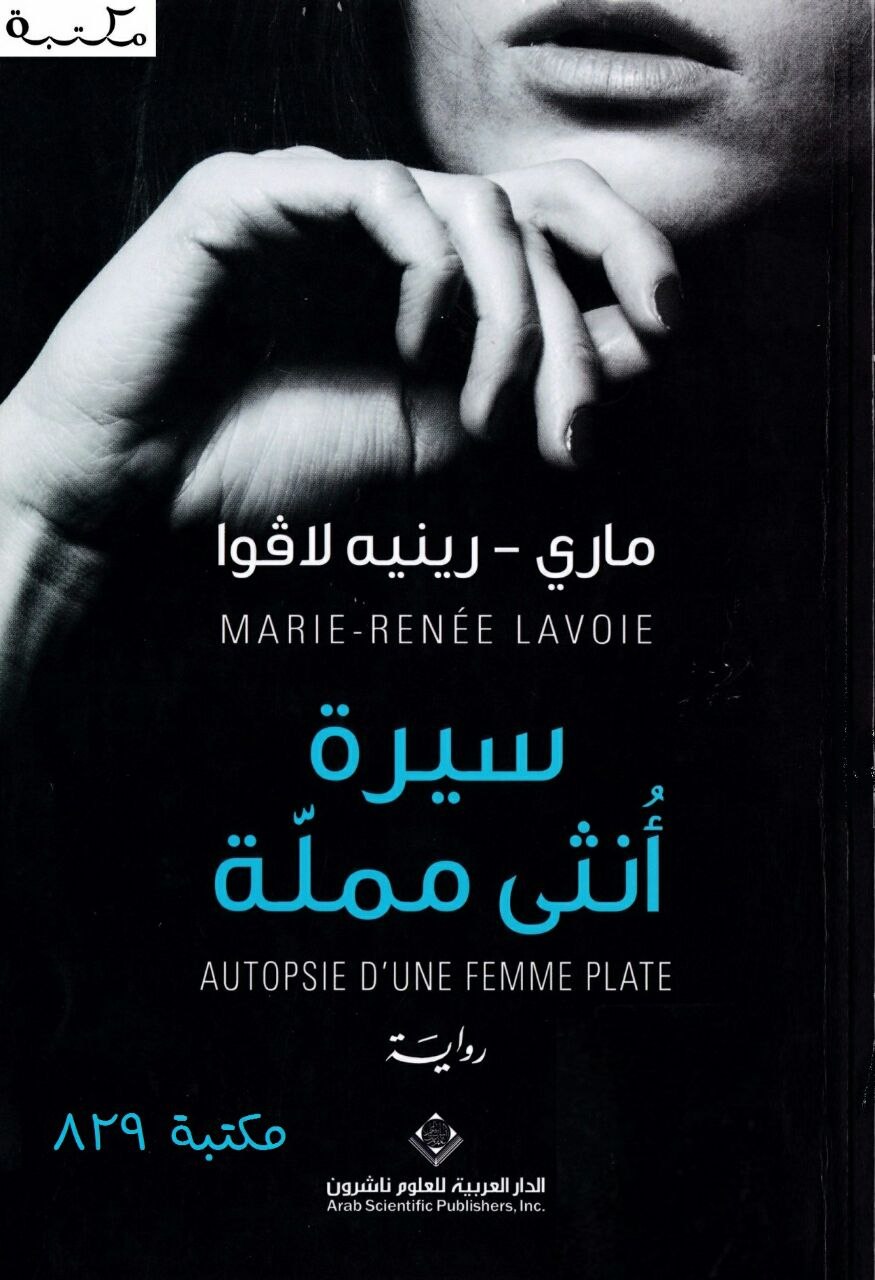 مكتبة
ماري - رينيه لاڤوا
MARIE-RENÉE LAVOIE
سيرة
أُنثى مملّة
AUTOPSIE D'UNE FEMME PLATE
رواية
مكتبة ٨٢٩
الدار العربية للعلوم ناشرون
Arab Scientific Publishers, Inc.